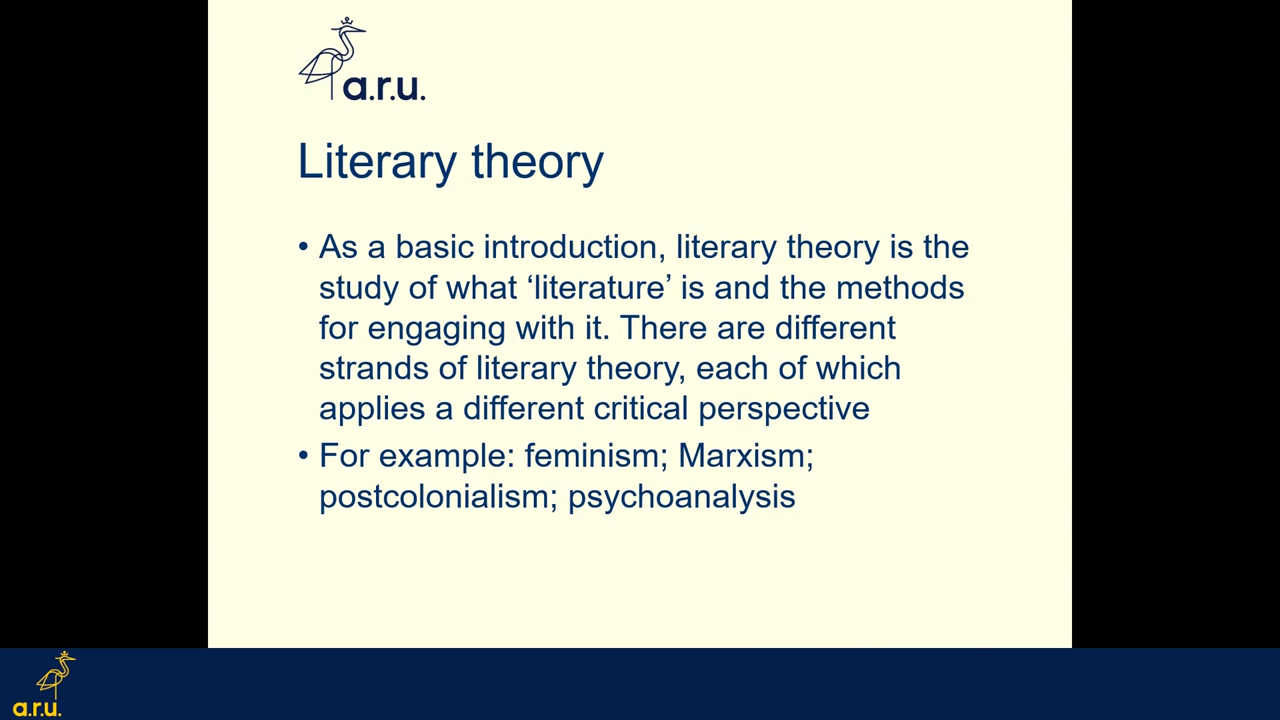 a.r.u.
Literary theory
• As a basic introduction, literary theory is the
study of what ‘literature’ is and the methods
for engaging with it. There are different
strands of literary theory, each of which
applies a different critical perspective
• For example: feminism; Marxism;
postcolonialism; psychoanalysis
a.r.u.